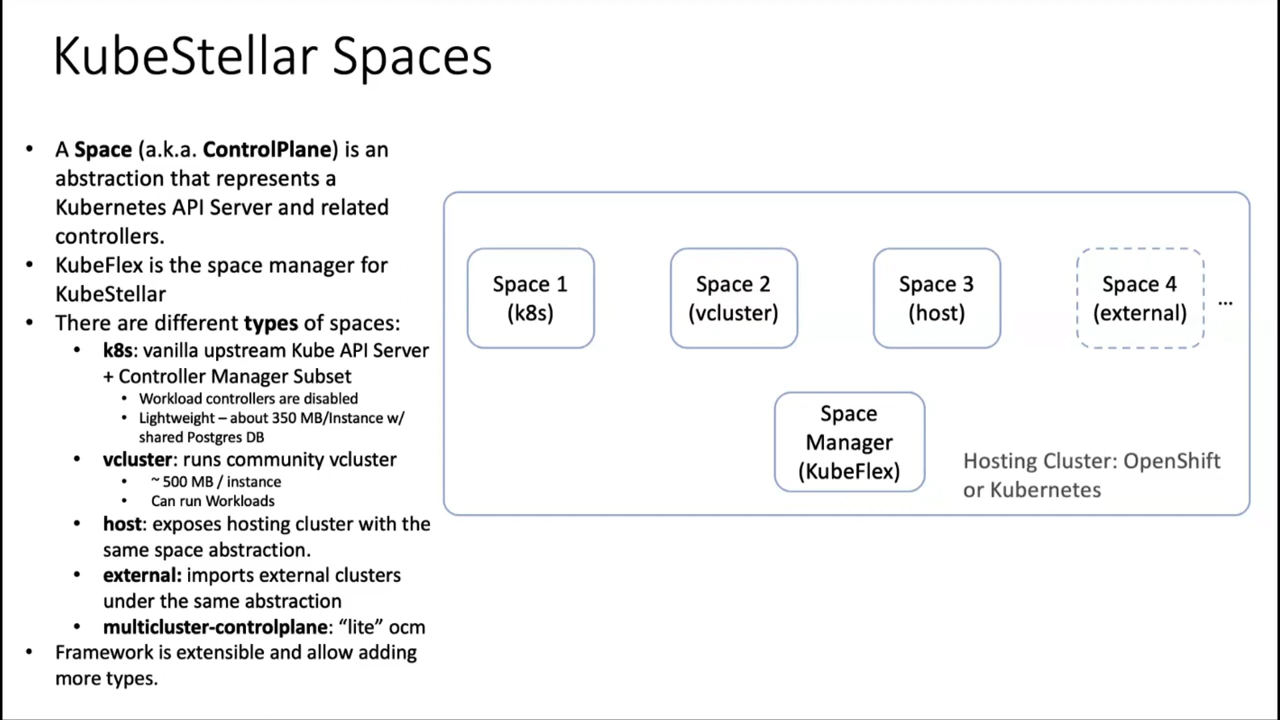 KubeStellar Spaces
• A Space (a.k.a. ControlPlane) is an
abstraction that represents a
Kubernetes API Server and related
controllers.
• KubeFlex is the space manager for
KubeStellar
• There are different types of spaces:
• k8s: vanilla upstream Kube API Server
+ Controller Manager Subset
• Workload controllers are disabled
• Lightweight – about 350 MB/Instance w/
shared Postgres DB
• vcluster: runs community vcluster
• ~ 500 MB / instance
• Can run Workloads
• host: exposes hosting cluster with the
same space abstraction.
• external: imports external clusters
under the same abstraction
• multicluster-controlplane: “lite” ocm
• Framework is extensible and allow adding
more types.
Space 1
(k8s)
Space 2
(vcluster)
Space 3
(host)
Space 4
(external)
...
Space
Manager
(KubeFlex)
Hosting Cluster: OpenShift
or Kubernetes